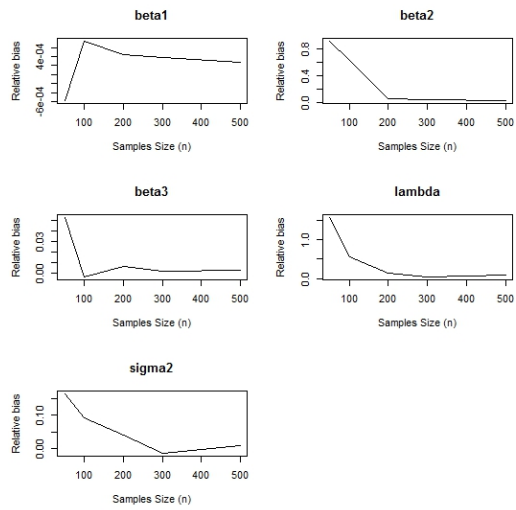 beta1
Relative bias
-6e-04 4e-04
100 200 300 400 500
Samples Size (n)
beta2
Relative bias
0.0 0.4 0.8
100 200 300 400 500
Samples Size (n)
beta3
Relative bias
0.00 0.03
100 200 300 400 500
Samples Size (n)
lambda
Relative bias
0.0 1.0
100 200 300 400 500
Samples Size (n)
sigma2
Relative bias
0.00 0.10
100 200 300 400 500
Samples Size (n)